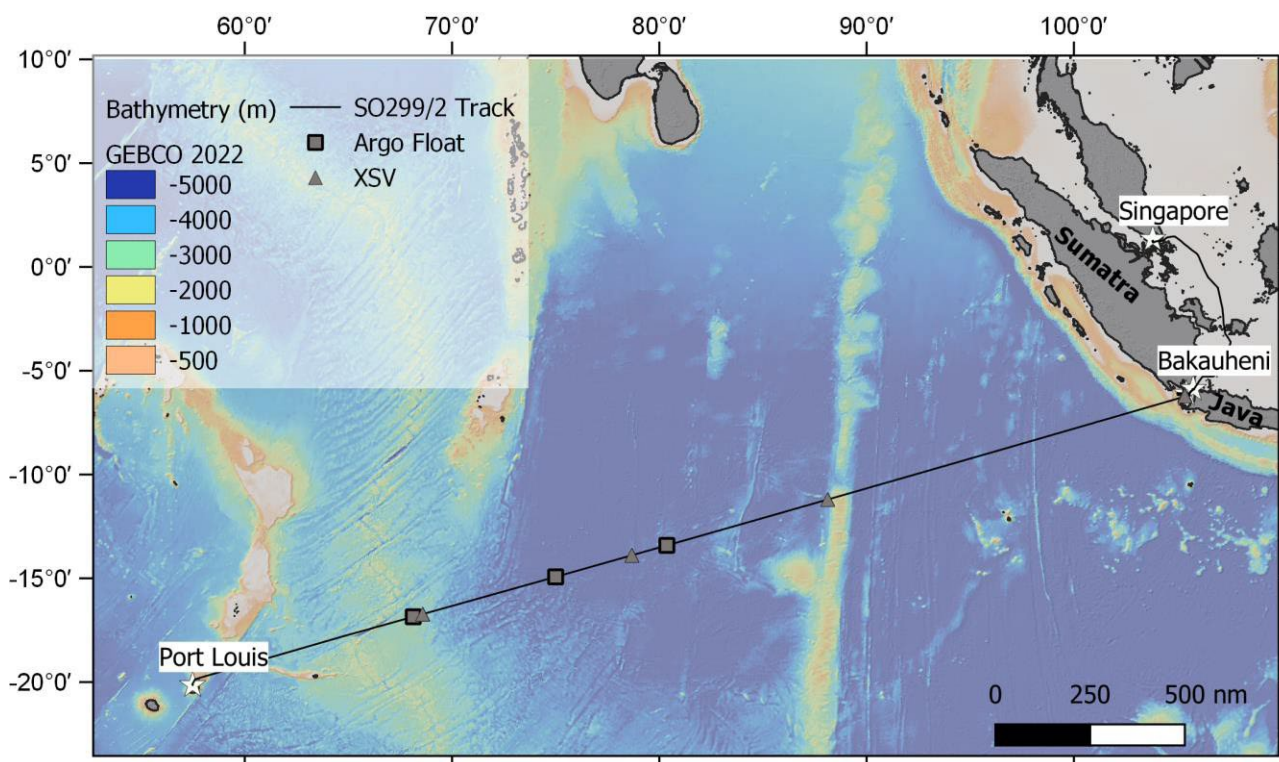 60°0′ 70°0′ 80°0′ 90°0′ 100°0′
10°0′
5°0′
0°0′
-5°0′
-10°0′
-15°0′
-20°0′
Bathymetry (m)
GEBCO 2022
-5000
-4000
-3000
-2000
-1000
-500
SO299/2 Track
Argo Float
XSV
Singapore
Sumatra
Bakauheni
Java
Port Louis
0 250 500 nm